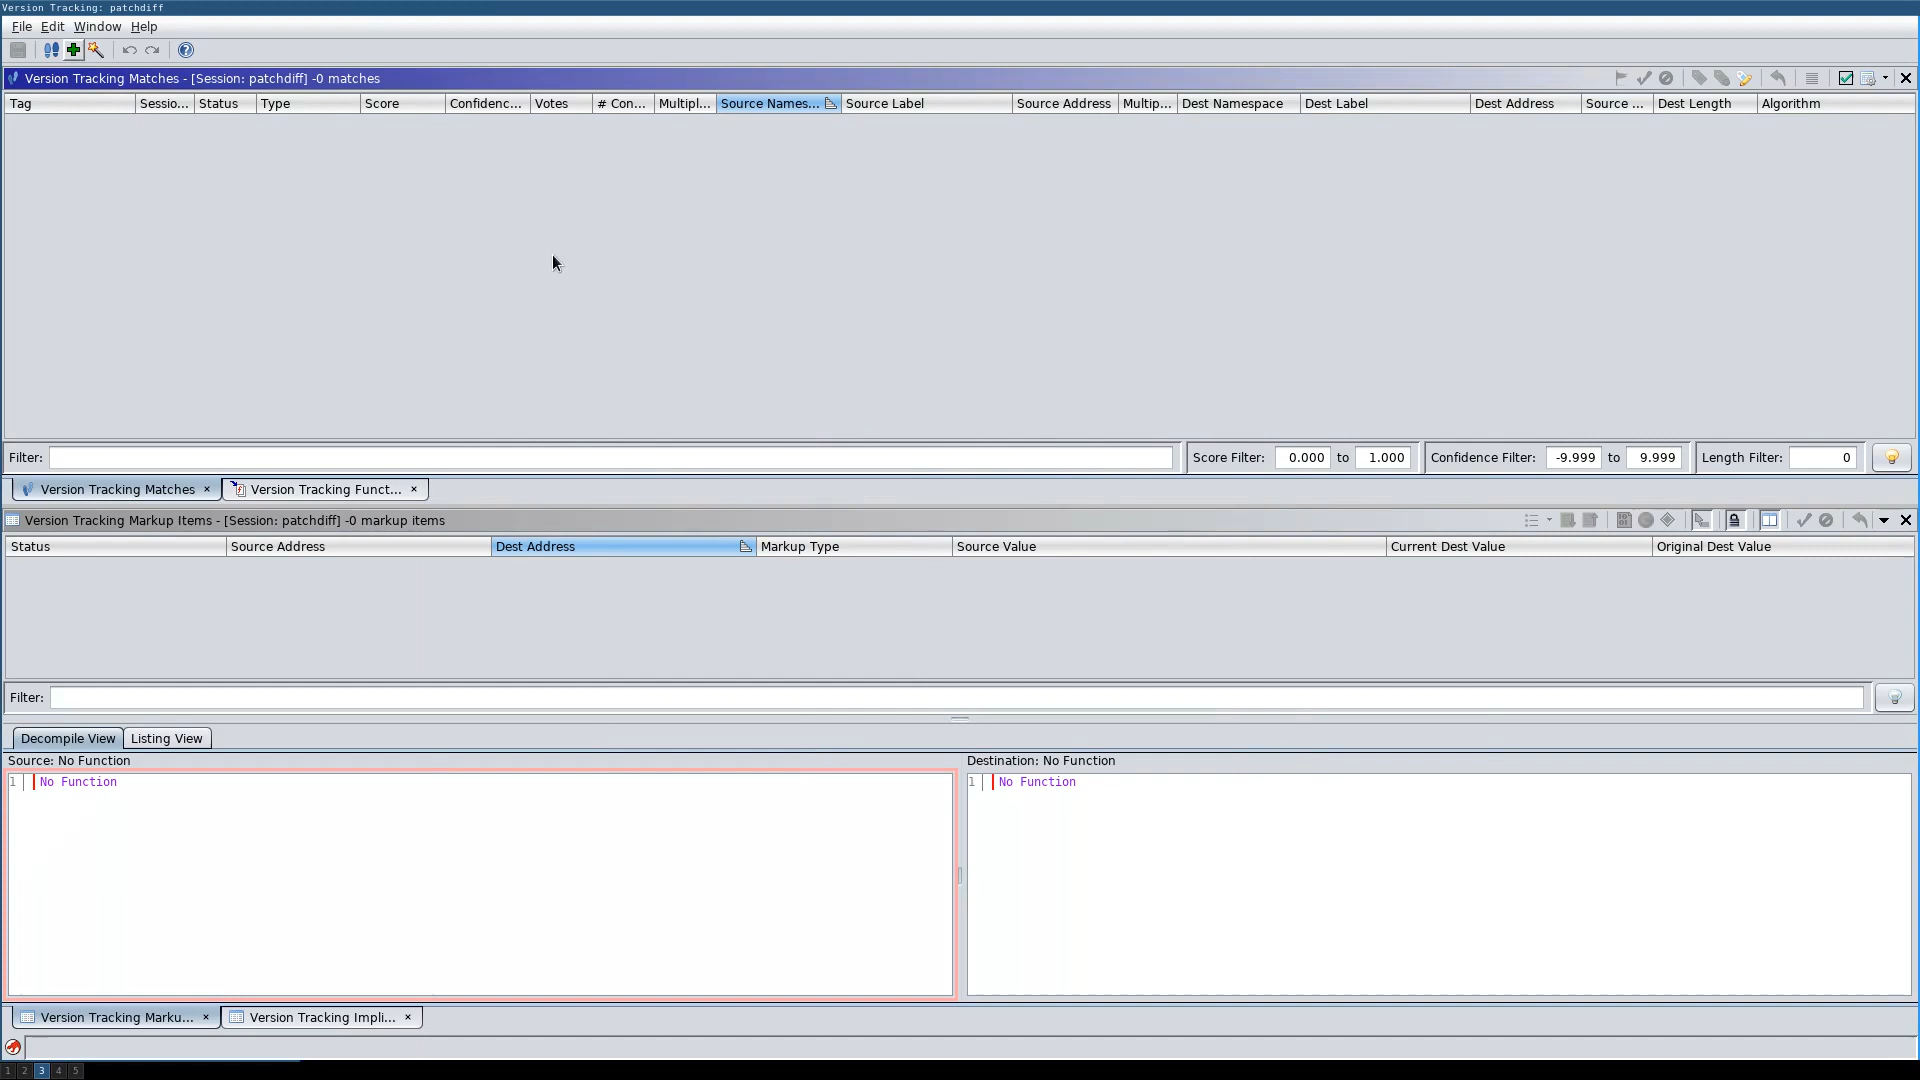 Version Tracking: patchdiff
File Edit Window Help
Version Tracking Matches - [Session: patchdiff] -0 matches
Tag Sessio... Status Type Score Confidenc... Votes # Con... Multipl... Source Names... Source Label Source Address Multip... Dest Namespace Dest Label Dest Address Source ... Dest Length Algorithm
Filter: Score Filter: 0.000 to 1.000 Confidence Filter: -9.999 to 9.999 Length Filter: 0
Version Tracking Matches × Version Tracking Funct... ×
Version Tracking Markup Items - [Session: patchdiff] -0 markup items
Status Source Address Dest Address Markup Type Source Value Current Dest Value Original Dest Value
Filter:
Decompile View Listing View
Source: No Function Destination: No Function
1 No Function 1 No Function
Version Tracking Marku... × Version Tracking Impli... ×
1 2 3 4 5